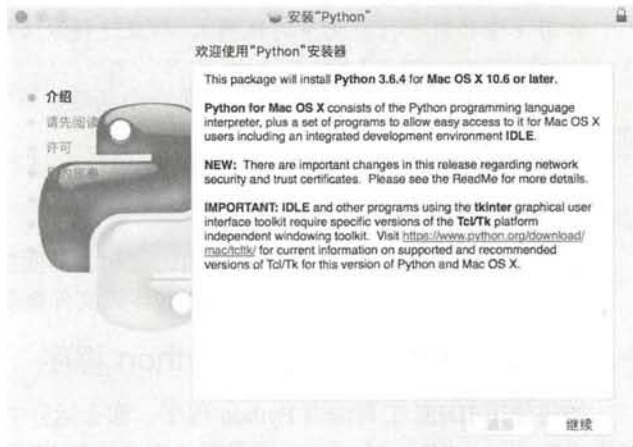 安装"Python"
欢迎使用"Python"安装器
介绍
请先阅读
许可
This package will install Python 3.6.4 for Mac OS X 10.6 or later.
Python for Mac OS X consists of the Python programming language
interpreter, plus a set of programs to allow easy access to it for Mac OS X
users including an integrated development environment IDLE.
NEW: There are important changes in this release regarding network
security and trust certificates. Please see the ReadMe for more details.
IMPORTANT: IDLE and other programs using the tkinter graphical user
interface toolkit require specific versions of the Tcl/Tk platform
independent windowing toolkit. Visit https://www.python.org/download/
mac/tcltk/ for current information on supported and recommended
versions of Tcl/Tk for this version of Python and Mac OS X.
继续